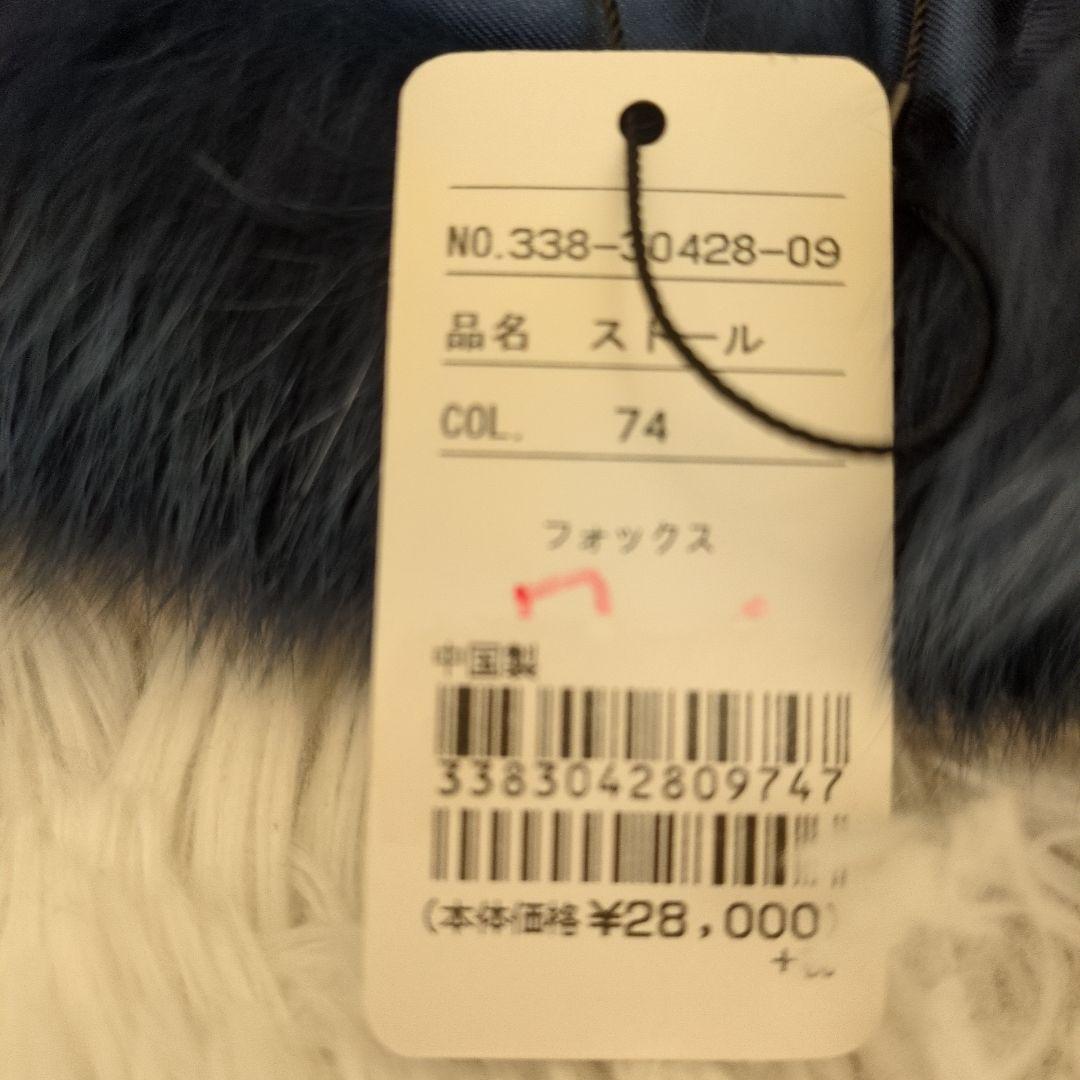 NO.338-30428-09
品名 ストール
COL. 74
フォックス
中国製
3383042809747
(本体価格¥28,000)